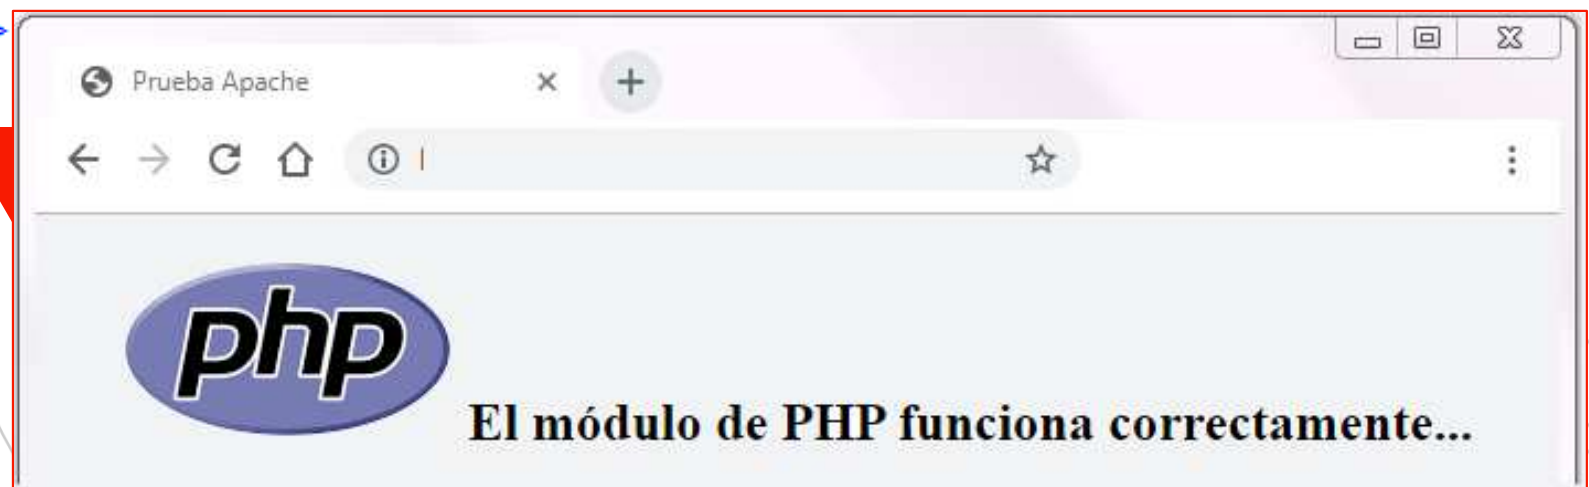 Prueba Apache
php
El módulo de PHP funciona correctamente...